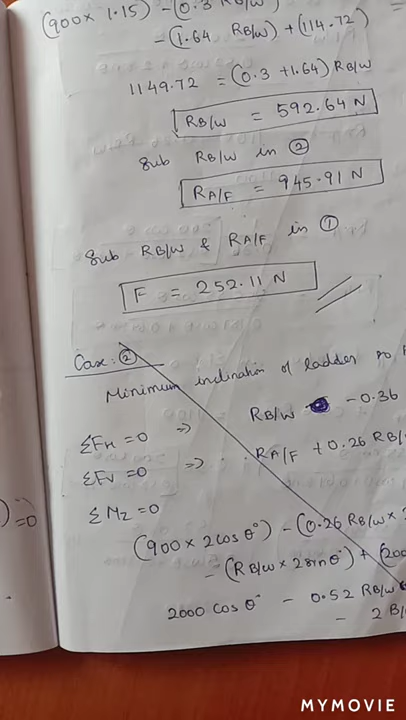 (900 × 1.15) - (0.3 RB/W) =
- (1.64 RB/W) + (114.72)
1149.72 = (0.3 + 1.64) RB/W
RB/W = 592.64 N
Sub RB/W in ②
RA/F = 945.91 N
Sub RB/W & RA/F in ①
F = 252.11 N
Case: ②
Minimum inclination of ladder
ΣFH = 0 => RB/W - 0.36
ΣFV = 0 => RA/F + 0.26 RB/
ΣMZ = 0
) = 0
(900 × 2cos θ°) - (0.26 RB/W ×
- (RB/W × 2sin θ°) + (200
2000 cos θ° - 0.52 RB/W
- 2 B/
MYMOVIE